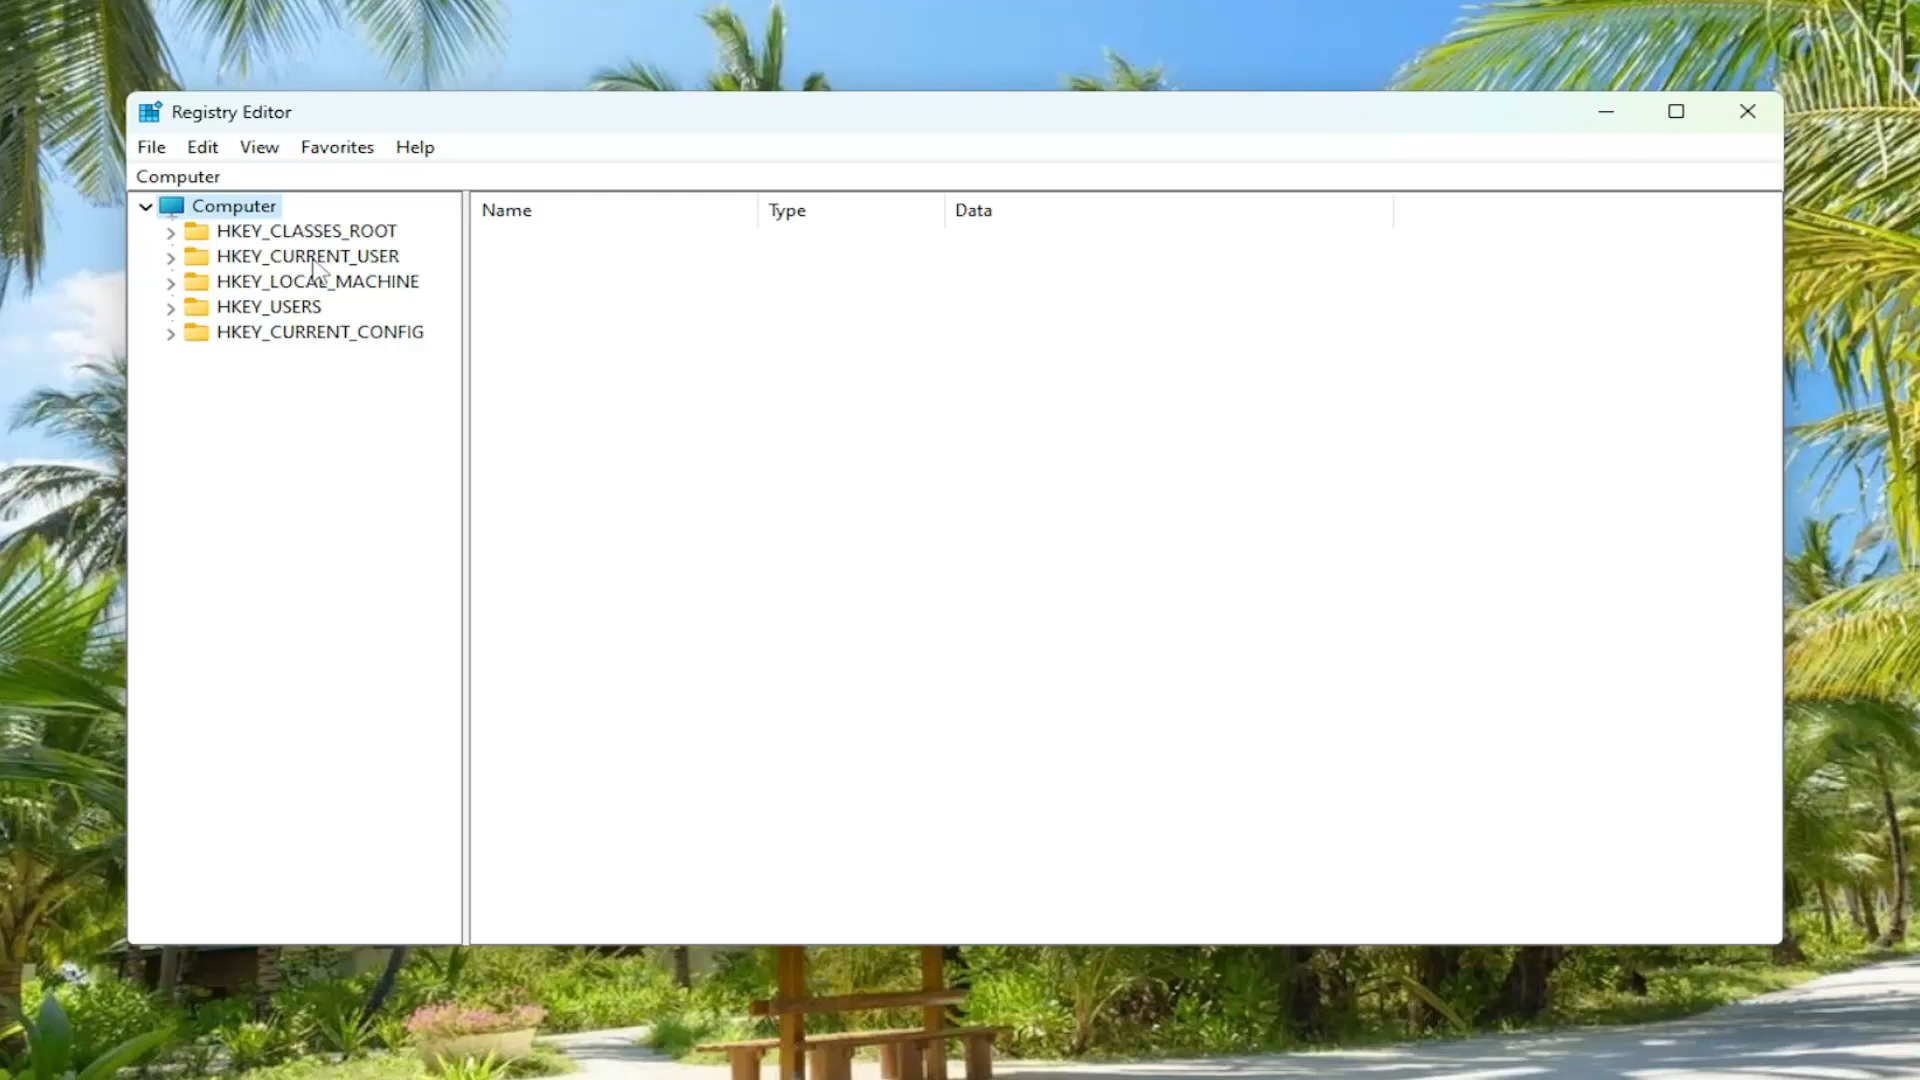 Registry Editor
File Edit View Favorites Help
Computer
Computer
HKEY_CLASSES_ROOT
HKEY_CURRENT_USER
HKEY_LOCAL_MACHINE
HKEY_USERS
HKEY_CURRENT_CONFIG
Name Type Data